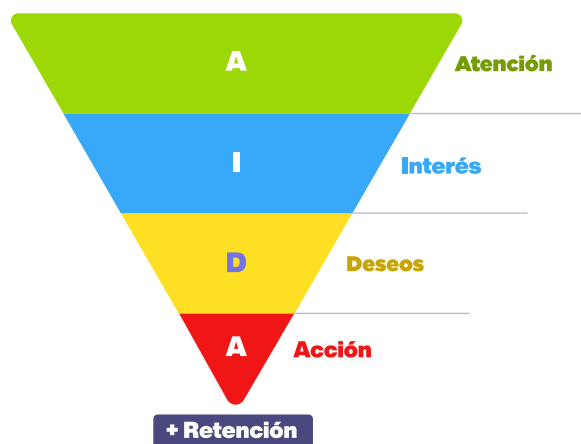 A
Atención
I
Interés
D
Deseos
A
Acción
+ Retención